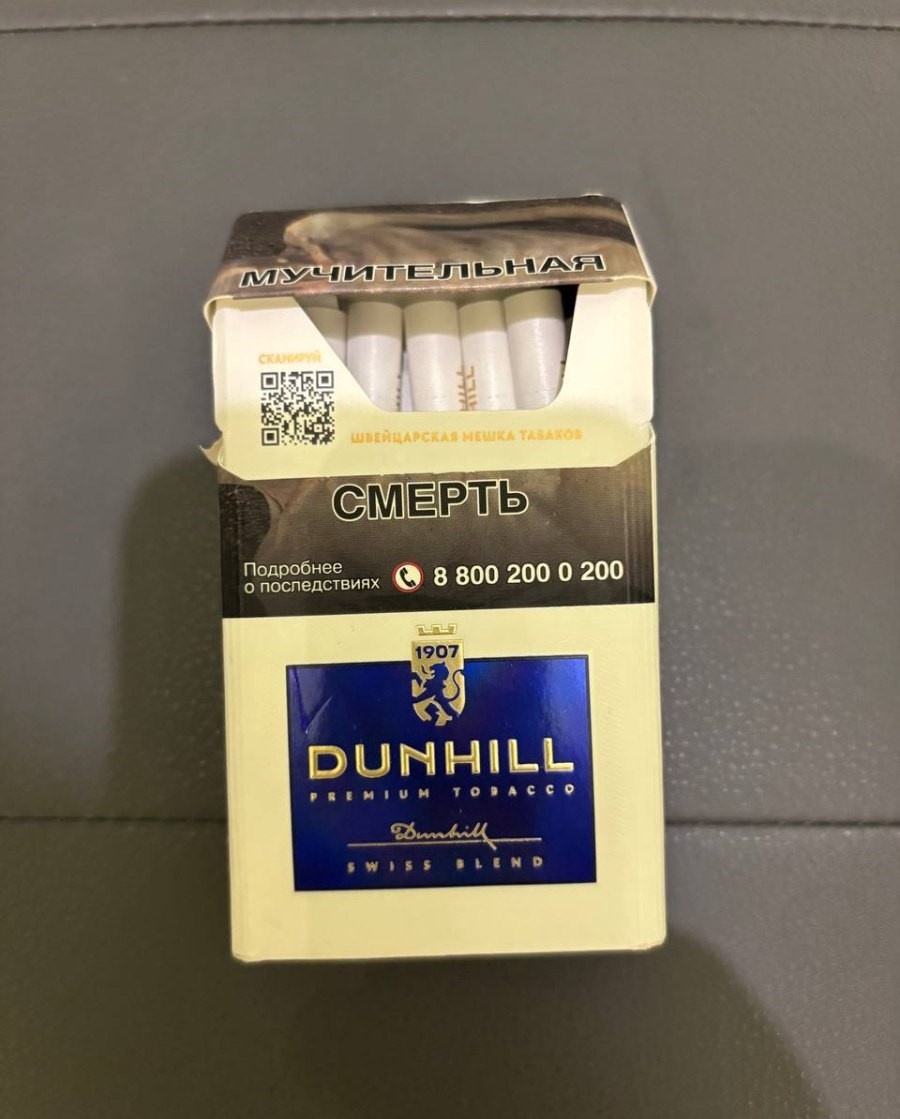 МУЧИТЕЛЬНАЯ
СКАНИРУЙ
HILL
ШВЕЙЦАРСКАЯ МЕШКА ТАБАКОВ
СМЕРТЬ
Подробнее
о последствиях
8 800 200 0 200
1907
DUNHILL
PREMIUM TOBACCO
Dunhill
SWISS BLEND